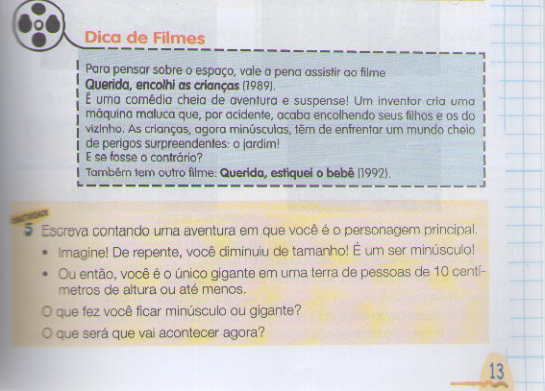 Dica de Filmes
Para pensar sobre o espaço, vale a pena assistir ao filme
Querida, encolhi as crianças (1989).
É uma comédia cheia de aventura e suspense! Um inventor cria uma
máquina maluca que, por acidente, acaba encolhendo seus filhos e os do
vizinho. As crianças, agora minúsculas, têm de enfrentar um mundo cheio
de perigos surpreendentes: o jardim!
E se fosse o contrário?
Também tem outro filme: Querida, estiquei o bebê (1992).
5 Escreva contando uma aventura em que você é o personagem principal.
• Imagine! De repente, você diminuiu de tamanho! É um ser minúsculo!
• Ou então, você é o único gigante em uma terra de pessoas de 10 centí-
metros de altura ou até menos.
O que fez você ficar minúsculo ou gigante?
O que será que vai acontecer agora?
13